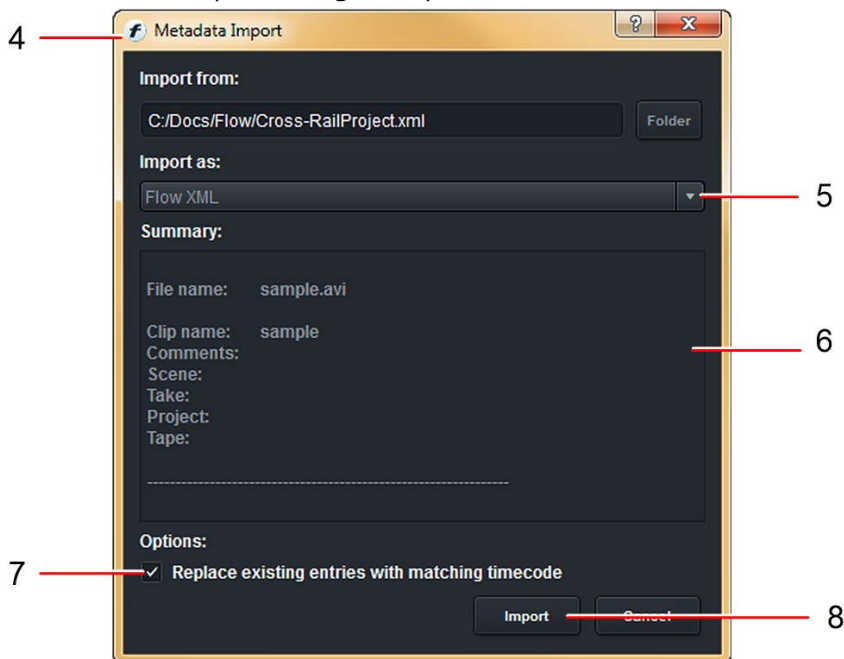 4
Metadata Import
?
X
Import from:
C:/Docs/Flow/Cross-RailProject.xml
Folder
Import as:
Flow XML
5
Summary:
File name: sample.avi
Clip name: sample
6
Comments:
Scene:
Take:
Project:
Tape:
------------------------------------------------------------------
Options:
7
Replace existing entries with matching timecode
Import
Cancel
8